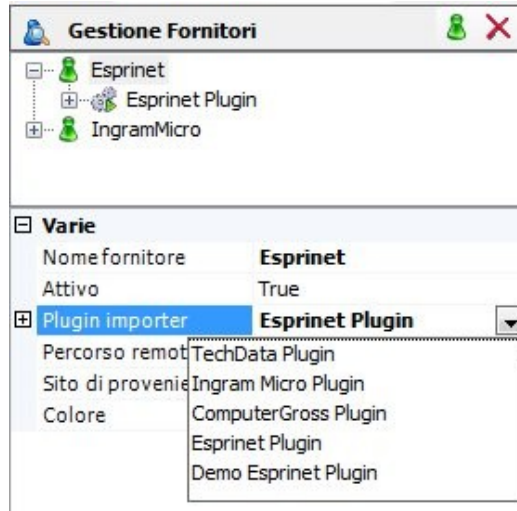 Gestione Fornitori
Esprinet
Esprinet Plugin
IngramMicro
Varie
Nome fornitore Esprinet
Attivo True
Plugin importer Esprinet Plugin
Percorso remot TechData Plugin
Sito di provenie Ingram Micro Plugin
Colore ComputerGross Plugin
Esprinet Plugin
Demo Esprinet Plugin